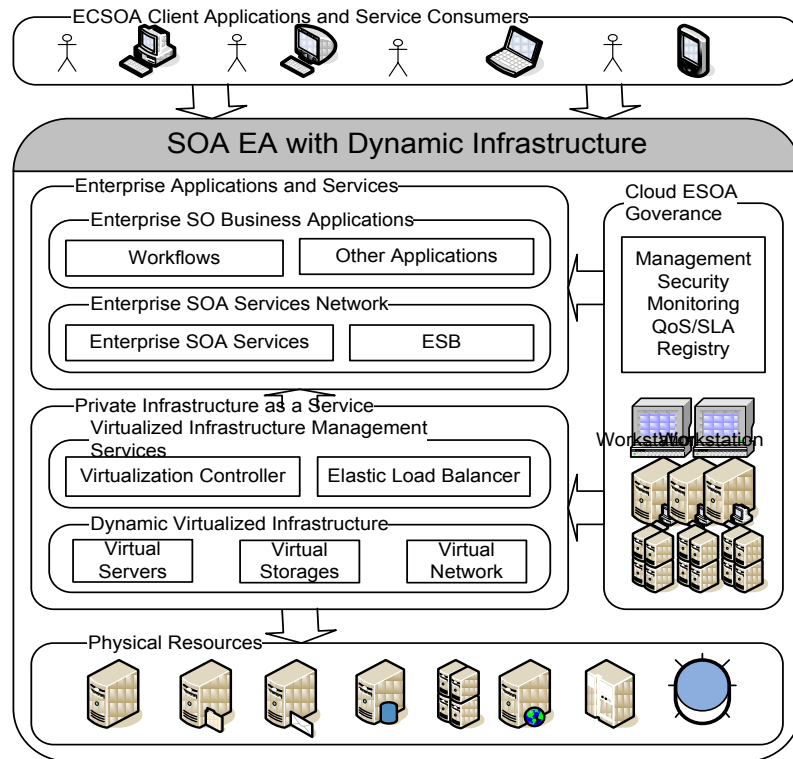 ECSOA Client Applications and Service Consumers
SOA EA with Dynamic Infrastructure
Enterprise Applications and Services
Enterprise SO Business Applications
Workflows
Other Applications
Enterprise SOA Services Network
Enterprise SOA Services
ESB
Cloud ESOA
Goverance
Management
Security
Monitoring
QoS/SLA
Registry
Workstation
Workstation
Private Infrastructure as a Service
Virtualized Infrastructure Management
Services
Virtualization Controller
Elastic Load Balancer
Dynamic Virtualized Infrastructure
Virtual
Servers
Virtual
Storages
Virtual
Network
Physical Resources